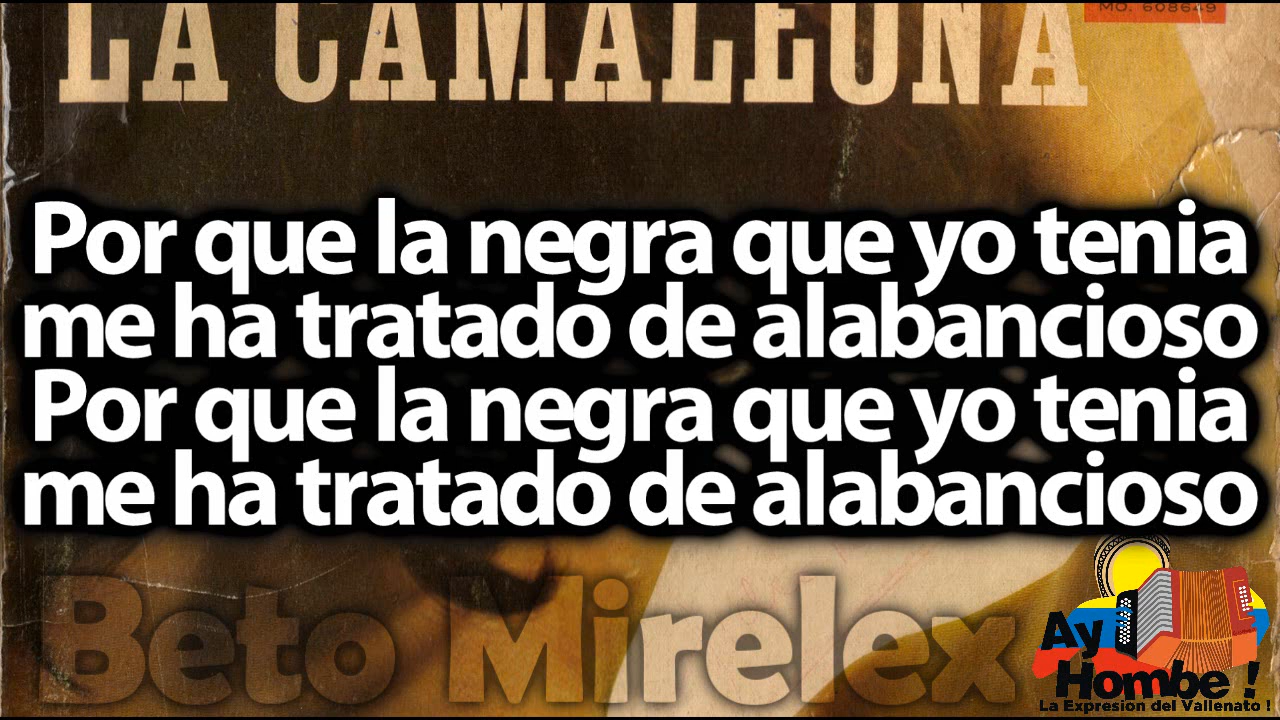 MO. 608649
LA CAMALEONA
Por que la negra que yo tenia
me ha tratado de alabancioso
Por que la negra que yo tenia
me ha tratado de alabancioso
Beto Mirelex
Ay
Hombe !
La Expresion del Vallenato !